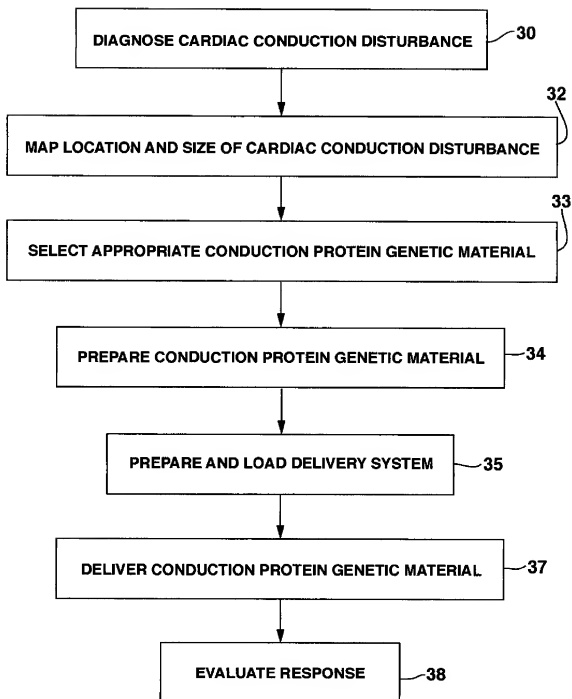 DIAGNOSE CARDIAC CONDUCTION DISTURBANCE
30
32
MAP LOCATION AND SIZE OF CARDIAC CONDUCTION DISTURBANCE
33
SELECT APPROPRIATE CONDUCTION PROTEIN GENETIC MATERIAL
PREPARE CONDUCTION PROTEIN GENETIC MATERIAL
34
PREPARE AND LOAD DELIVERY SYSTEM
35
DELIVER CONDUCTION PROTEIN GENETIC MATERIAL
37
EVALUATE RESPONSE
38